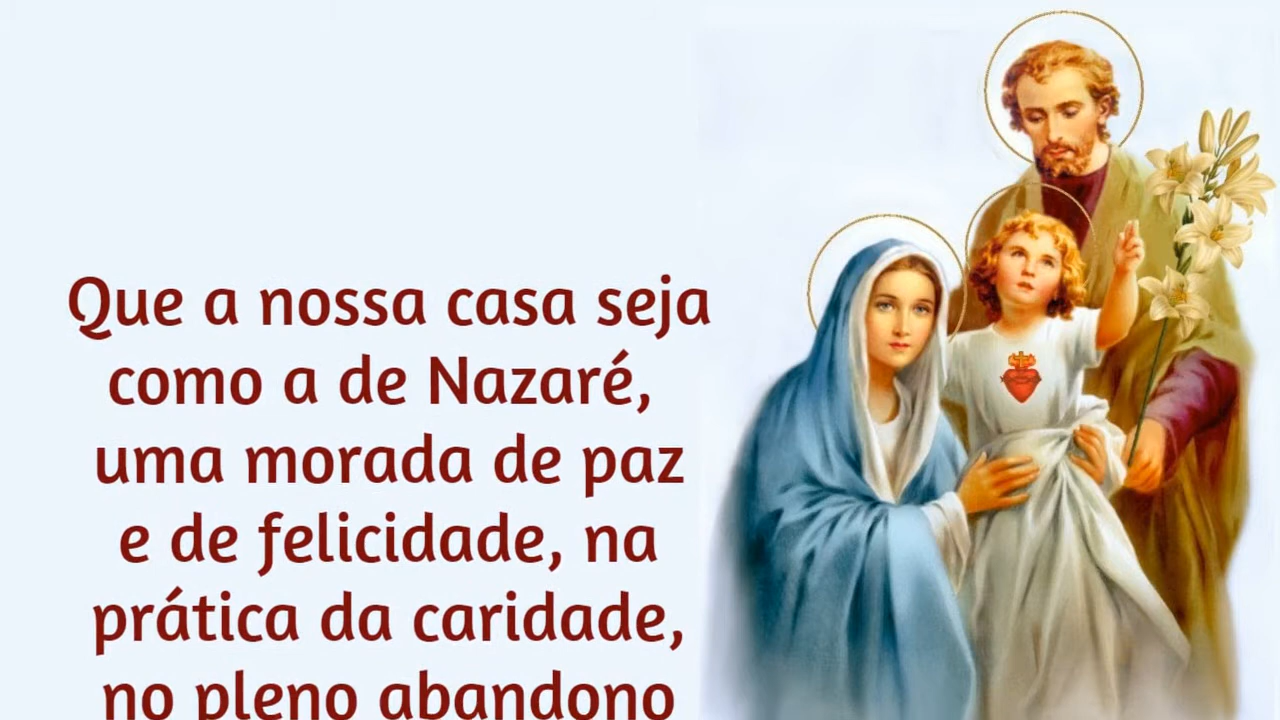 Que a nossa casa seja
como a de Nazaré,
uma morada de paz
e de felicidade, na
prática da caridade,
no pleno abandono